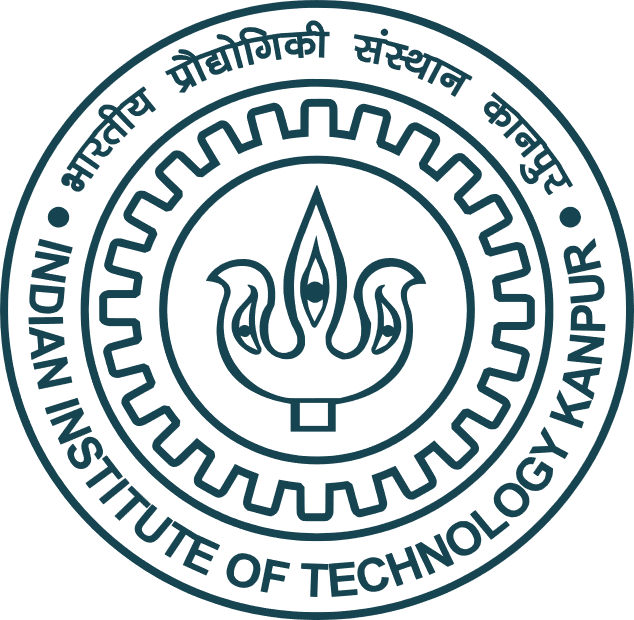 भारतीय प्रौद्योगिकी संस्थान कानपुर
INDIAN INSTITUTE OF TECHNOLOGY KANPUR